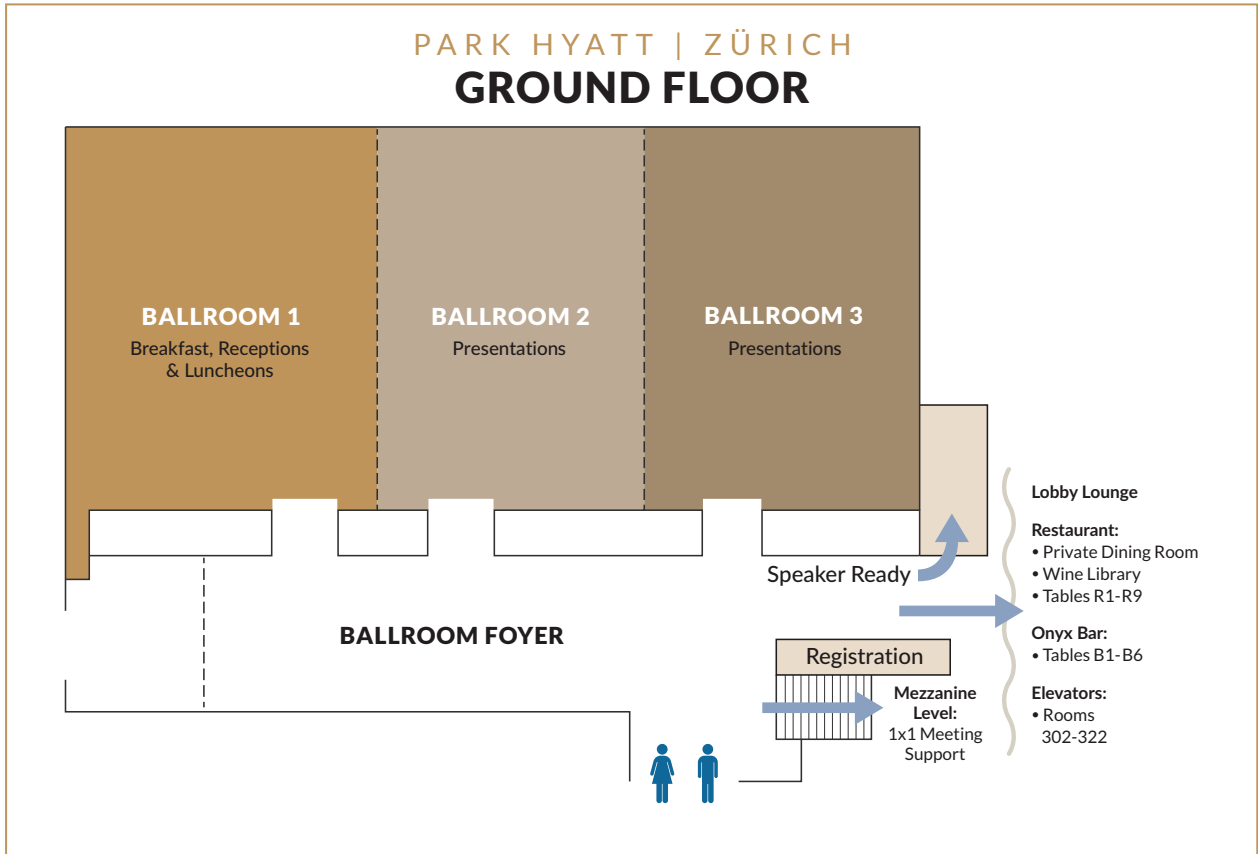 PARK HYATT | ZÜRICH
GROUND FLOOR
BALLROOM 1
Breakfast, Receptions
& Luncheons
BALLROOM 2
Presentations
BALLROOM 3
Presentations
Speaker Ready
BALLROOM FOYER
Registration
Mezzanine
Level:
1x1 Meeting
Support
Lobby Lounge
Restaurant:
• Private Dining Room
• Wine Library
• Tables R1-R9
Onyx Bar:
• Tables B1-B6
Elevators:
• Rooms
302-322